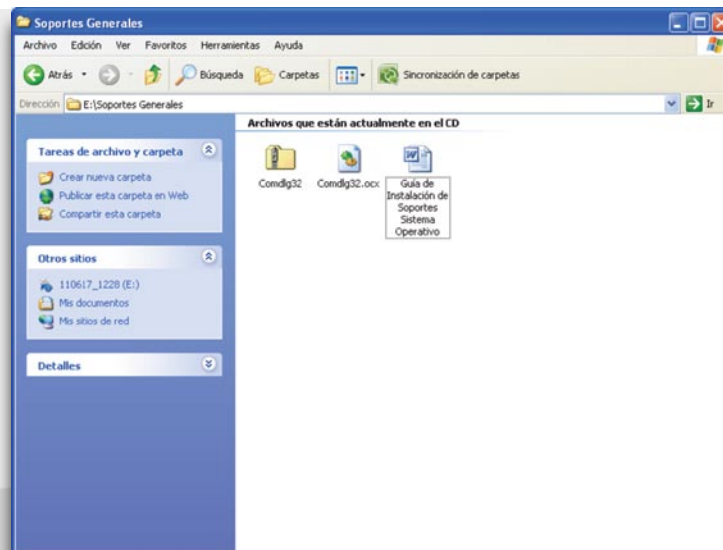 Soportes Generales
Archivo Edción Ver Favoritos Herramientas Ayuda
Atrás Búsqueda Carpetas Sincronización de carpetas
Dirección E:\Soportes Generales Ir
Archivos que están actualmente en el CD
Tareas de archivo y carpeta
Crear nueva carpeta
Publicar esta carpeta en Web
Compartir esta carpeta
Otros sitios
110617_1228 (E:)
Mis documentos
Mis sitios de red
Detalles
Comdlg32
Comdlg32.ocx
Guía de
Instalación de
Soportes
Sistema
Operativo